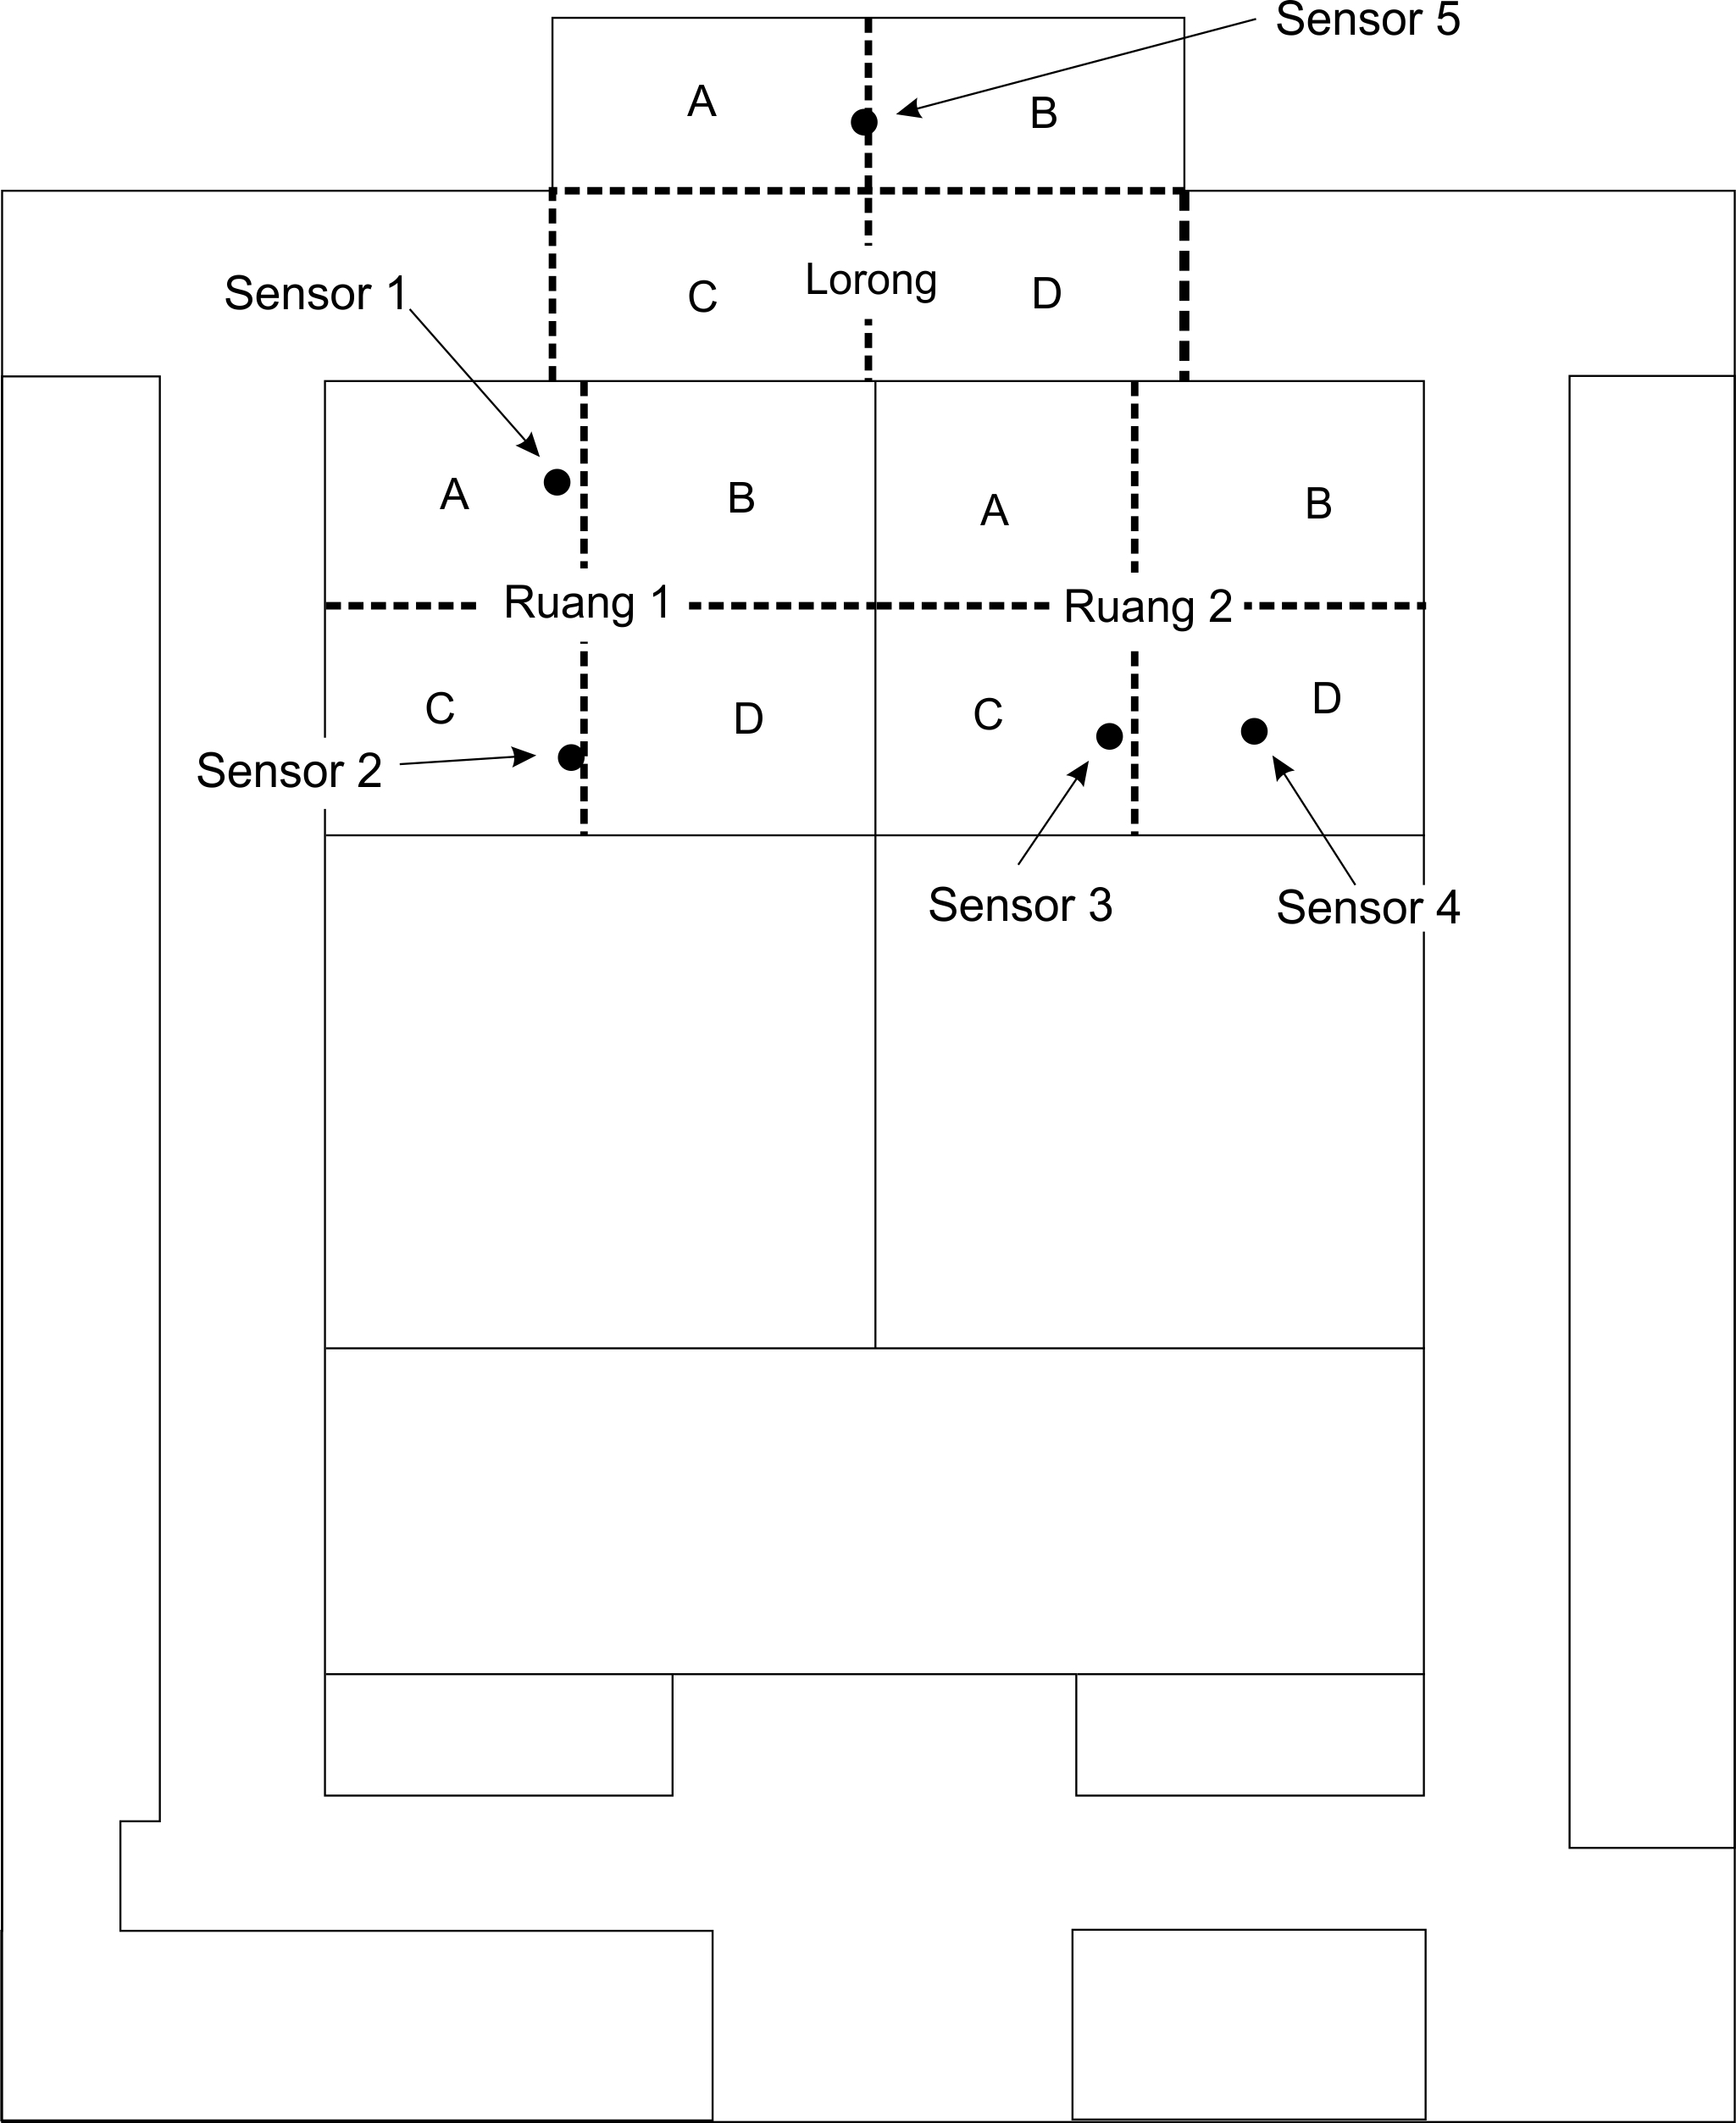 Sensor 5
A
B
Sensor 1
C
Lorong
D
A
B
A
B
Ruang 1
Ruang 2
C
D
C
D
Sensor 2
Sensor 3
Sensor 4